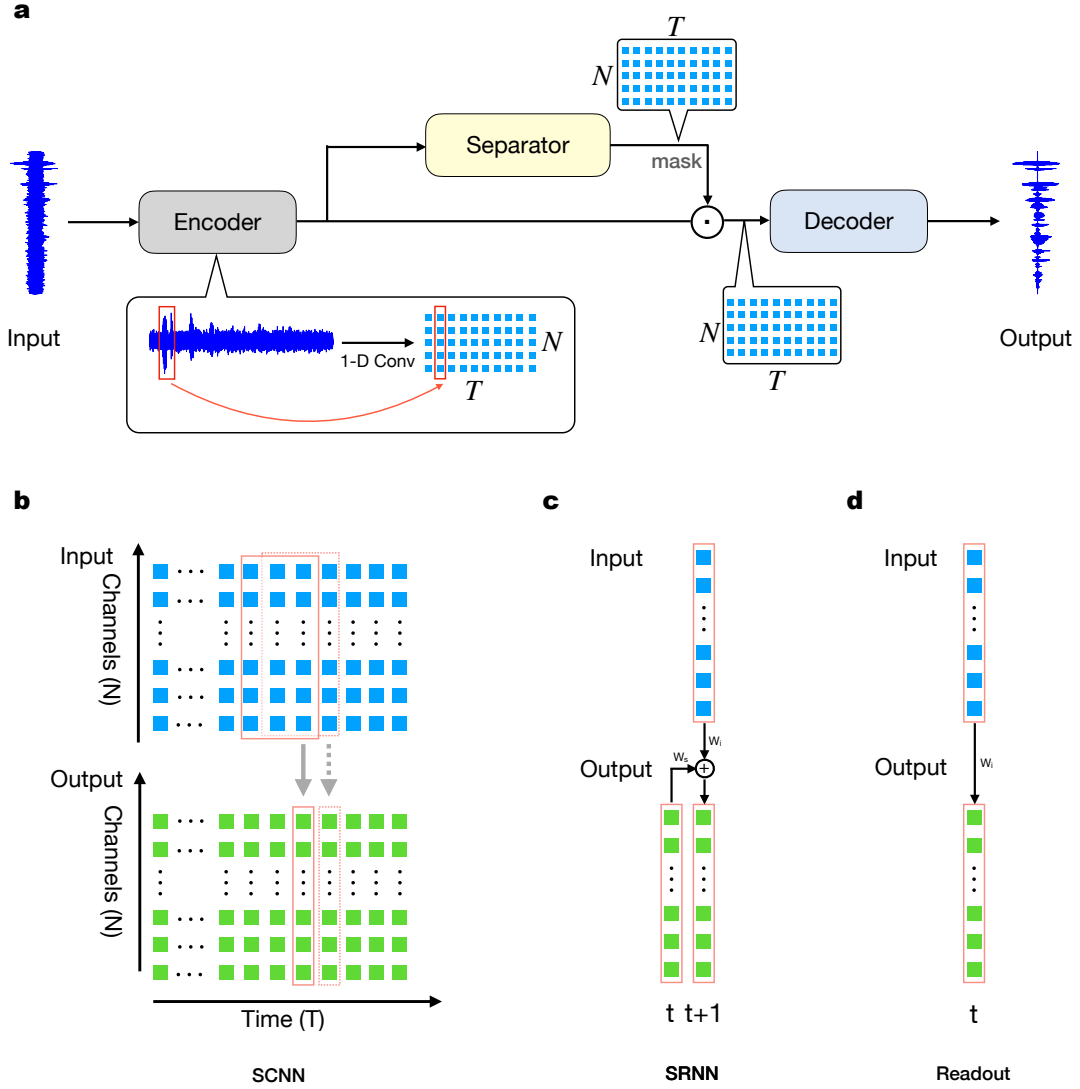 a
T
N
Separator
mask
Encoder
Decoder
Input
1-D Conv
N
T
N
T
Output
b
c
d
Input
Channels (N)
Output
Channels (N)
Time (T)
SCNN
Input
wᵢ
wₛ
Output
t t+1
SRNN
Input
wᵢ
Output
t
Readout